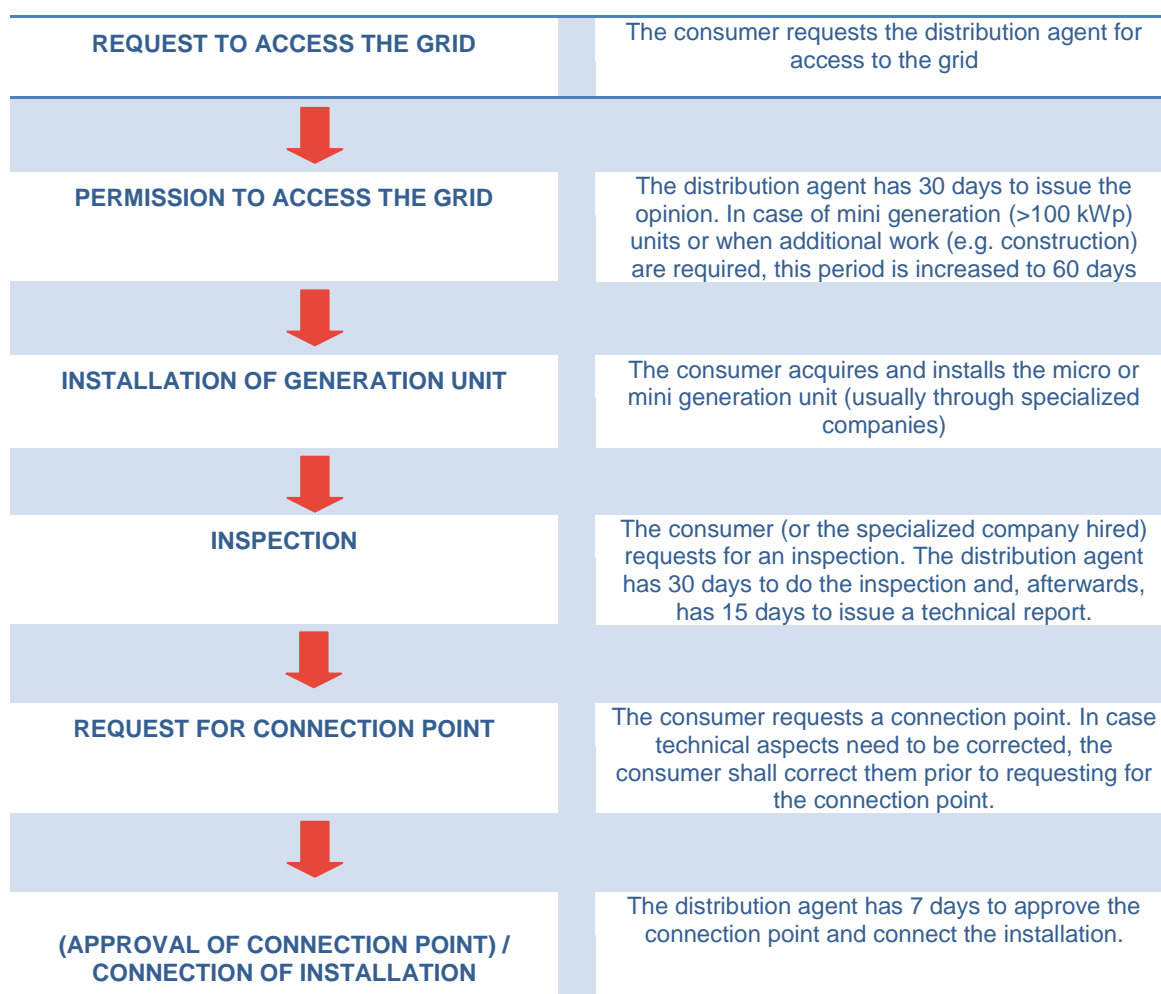 REQUEST TO ACCESS THE GRID
The consumer requests the distribution agent for
access to the grid
PERMISSION TO ACCESS THE GRID
The distribution agent has 30 days to issue the
opinion. In case of mini generation (>100 kWp)
units or when additional work (e.g. construction)
are required, this period is increased to 60 days
INSTALLATION OF GENERATION UNIT
The consumer acquires and installs the micro or
mini generation unit (usually through specialized
companies)
INSPECTION
The consumer (or the specialized company hired)
requests for an inspection. The distribution agent
has 30 days to do the inspection and, afterwards,
has 15 days to issue a technical report.
REQUEST FOR CONNECTION POINT
The consumer requests a connection point. In case
technical aspects need to be corrected, the
consumer shall correct them prior to requesting for
the connection point.
(APPROVAL OF CONNECTION POINT) /
CONNECTION OF INSTALLATION
The distribution agent has 7 days to approve the
connection point and connect the installation.